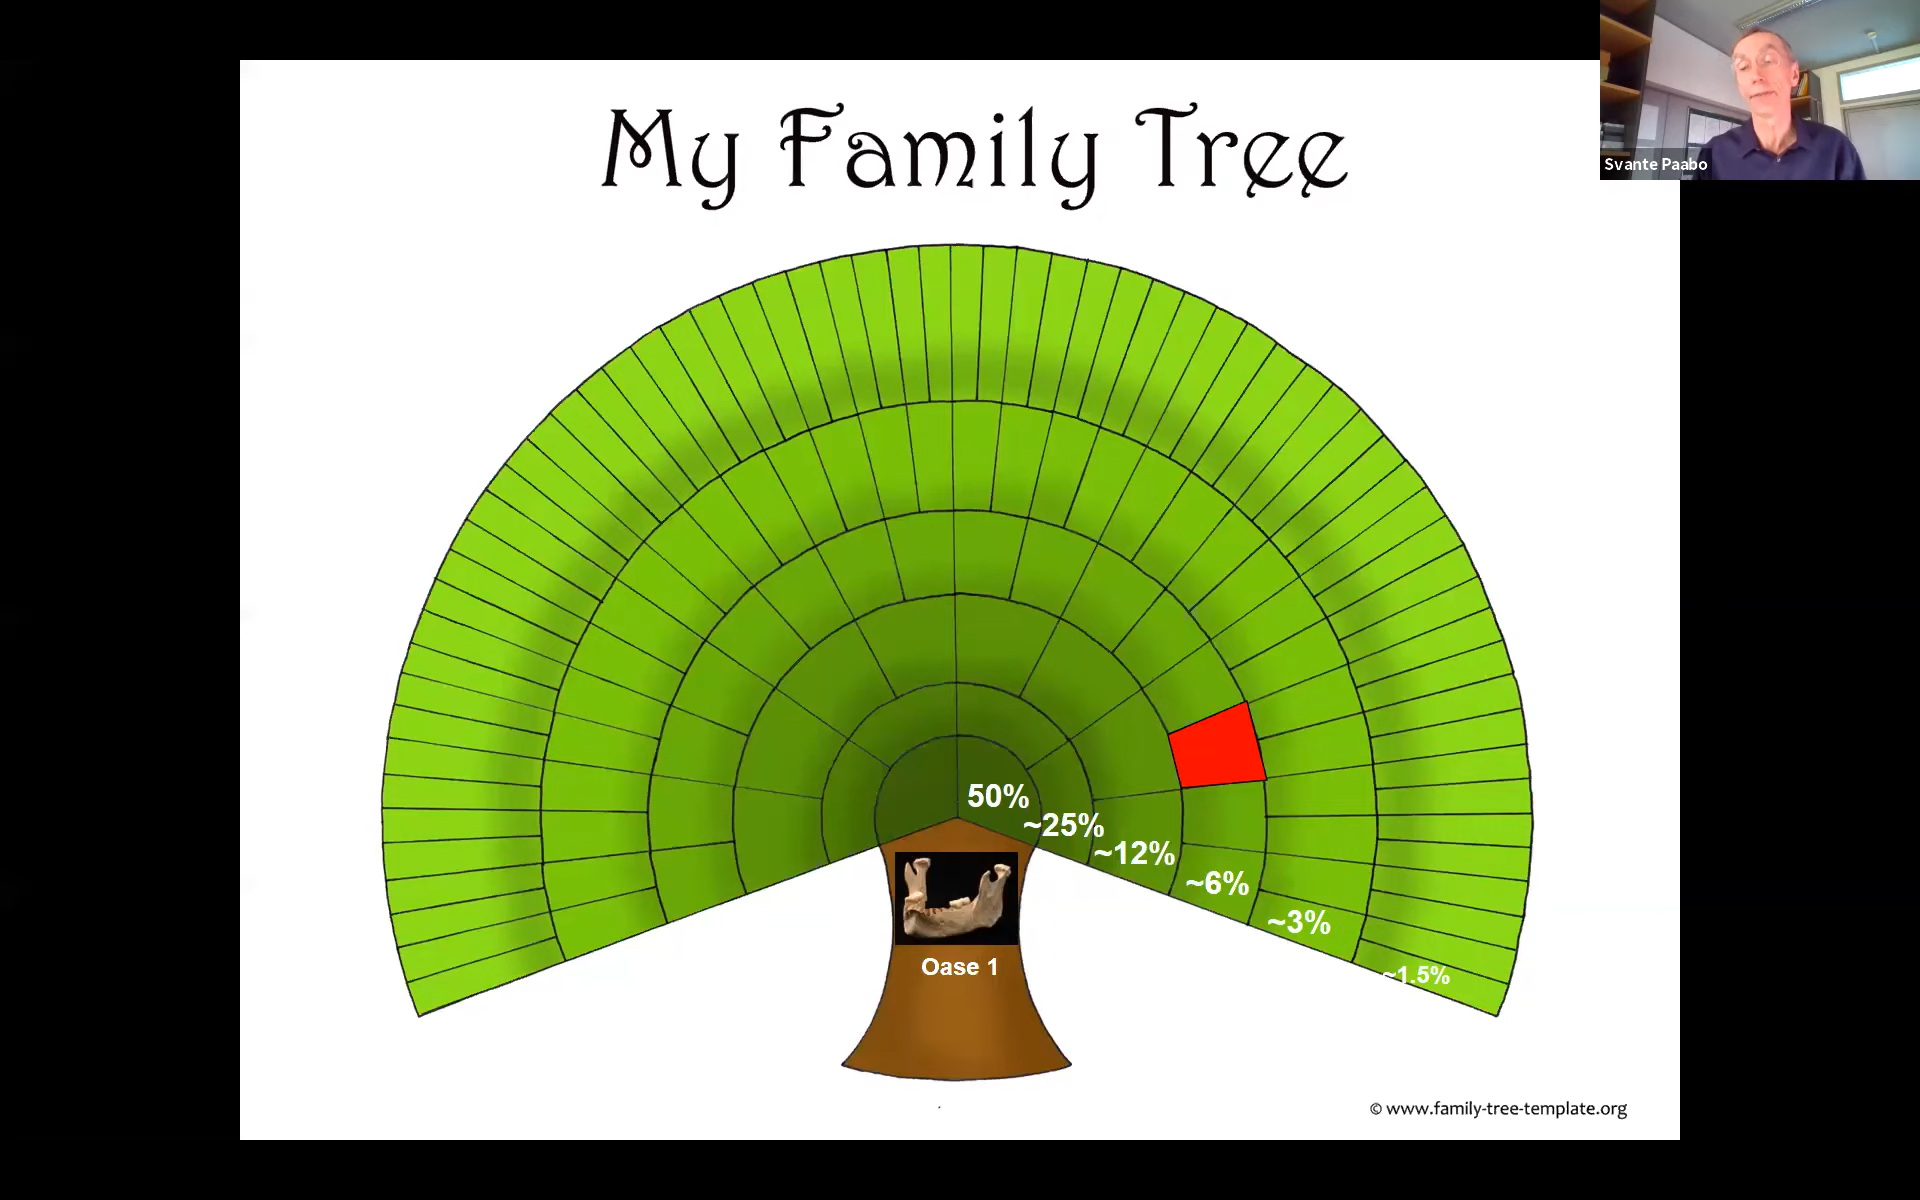 My Family Tree
Svante Paabo
50%
~25%
~12%
~6%
~3%
~1.5%
Oase 1
© www.family-tree-template.org